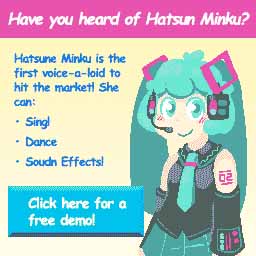 Have you heard of Hatsun Minku?
Hatsune Minku is the
first voice-a-loid to
hit the market! She
can:
• Sing!
• Dance
• Soudn Effects!
Click here for a
free demo!
02